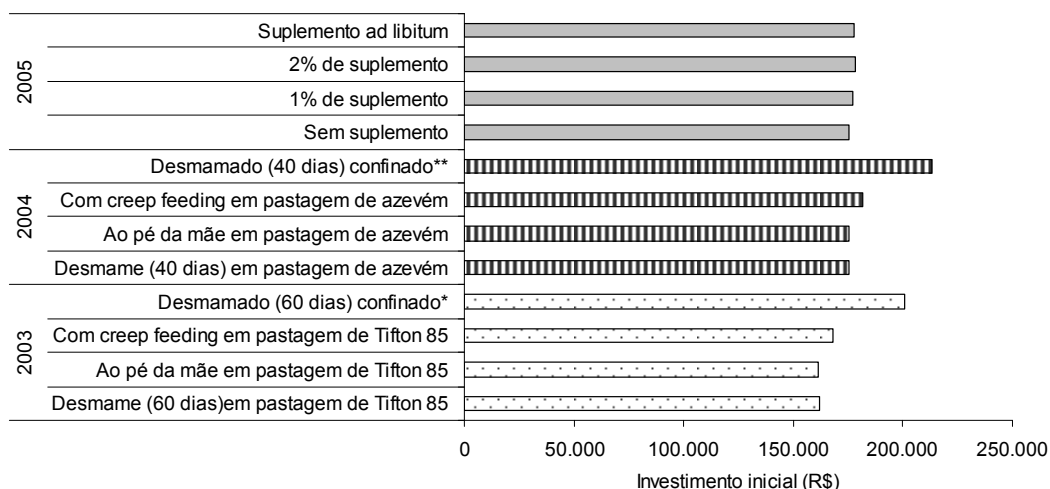 2005
Suplemento ad libitum
2% de suplemento
1% de suplemento
Sem suplemento
2004
Desmamado (40 dias) confinado**
Com creep feeding em pastagem de azevém
Ao pé da mãe em pastagem de azevém
Desmame (40 dias) em pastagem de azevém
2003
Desmamado (60 dias) confinado*
Com creep feeding em pastagem de Tifton 85
Ao pé da mãe em pastagem de Tifton 85
Desmame (60 dias)em pastagem de Tifton 85
0 50.000 100.000 150.000 200.000 250.000
Investimento inicial (R$)